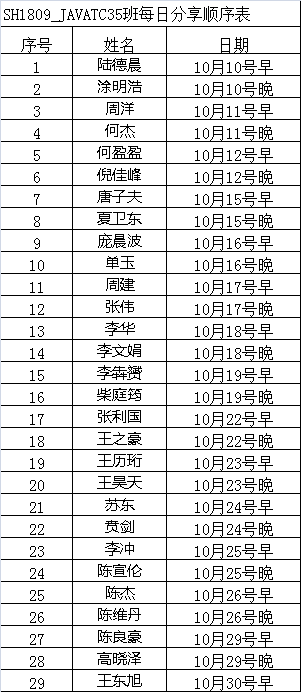 SH1809_JAVATC35班每日分享顺序表
序号 姓名 日期
1 陆德晨 10月10号早
2 涂明浩 10月10号晚
3 周洋 10月11号早
4 何杰 10月11号晚
5 何盈盈 10月12号早
6 倪佳峰 10月12号晚
7 唐子夫 10月15号早
8 夏卫东 10月15号晚
9 庞晨波 10月16号早
10 单玉 10月16号晚
11 周建 10月17号早
12 张伟 10月17号晚
13 李华 10月18号早
14 李文娟 10月18号晚
15 李犇赟 10月19号早
16 柴庭筠 10月19号晚
17 张利国 10月22号早
18 王之豪 10月22号晚
19 王历珩 10月23号早
20 王昊天 10月23号晚
21 苏东 10月24号早
22 贲剑 10月24号晚
23 李冲 10月25号早
24 陈宣伦 10月25号晚
25 陈杰 10月26号早
26 陈维丹 10月26号晚
27 陈良豪 10月29号早
28 高晓泽 10月29号晚
29 王东旭 10月30号早